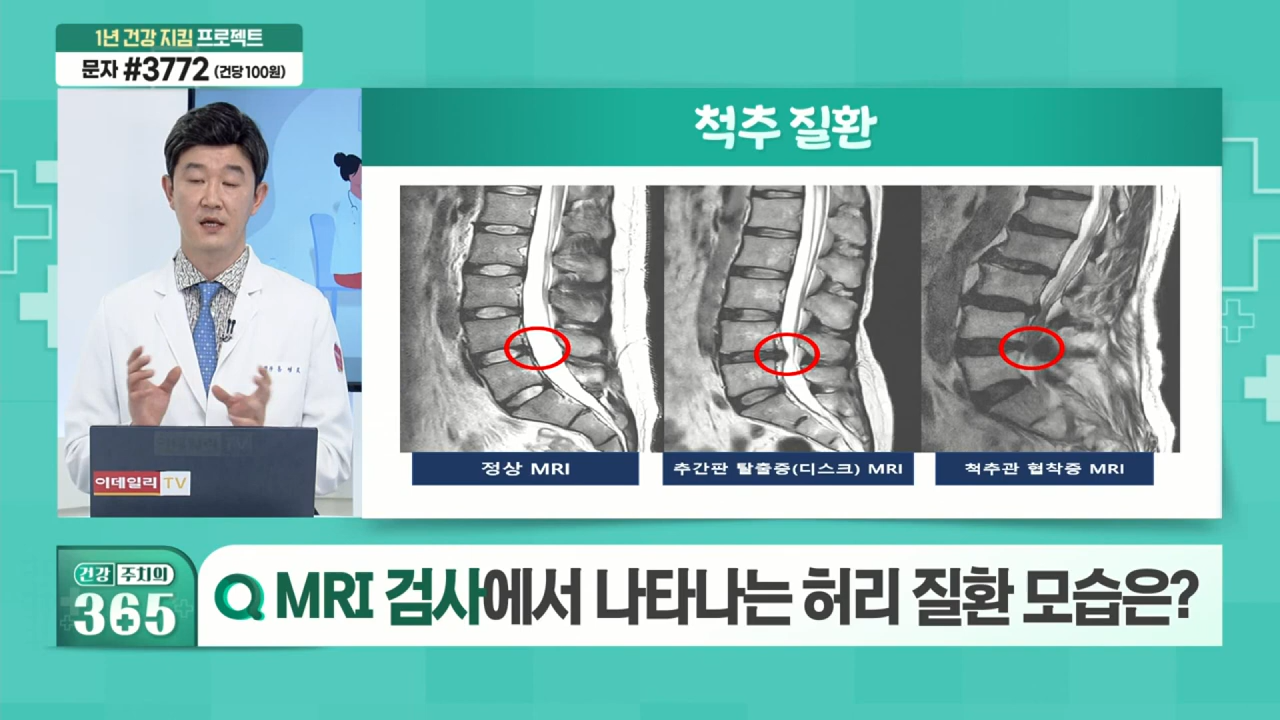 1년 건강 지킴 프로젝트
문자 #3772 (건당 100원)
척추 질환
정상 MRI
추간판 탈출증(디스크) MRI
척추관 협착증 MRI
이데일리 TV
건강 주치의
365
Q MRI 검사에서 나타나는 허리 질환 모습은?